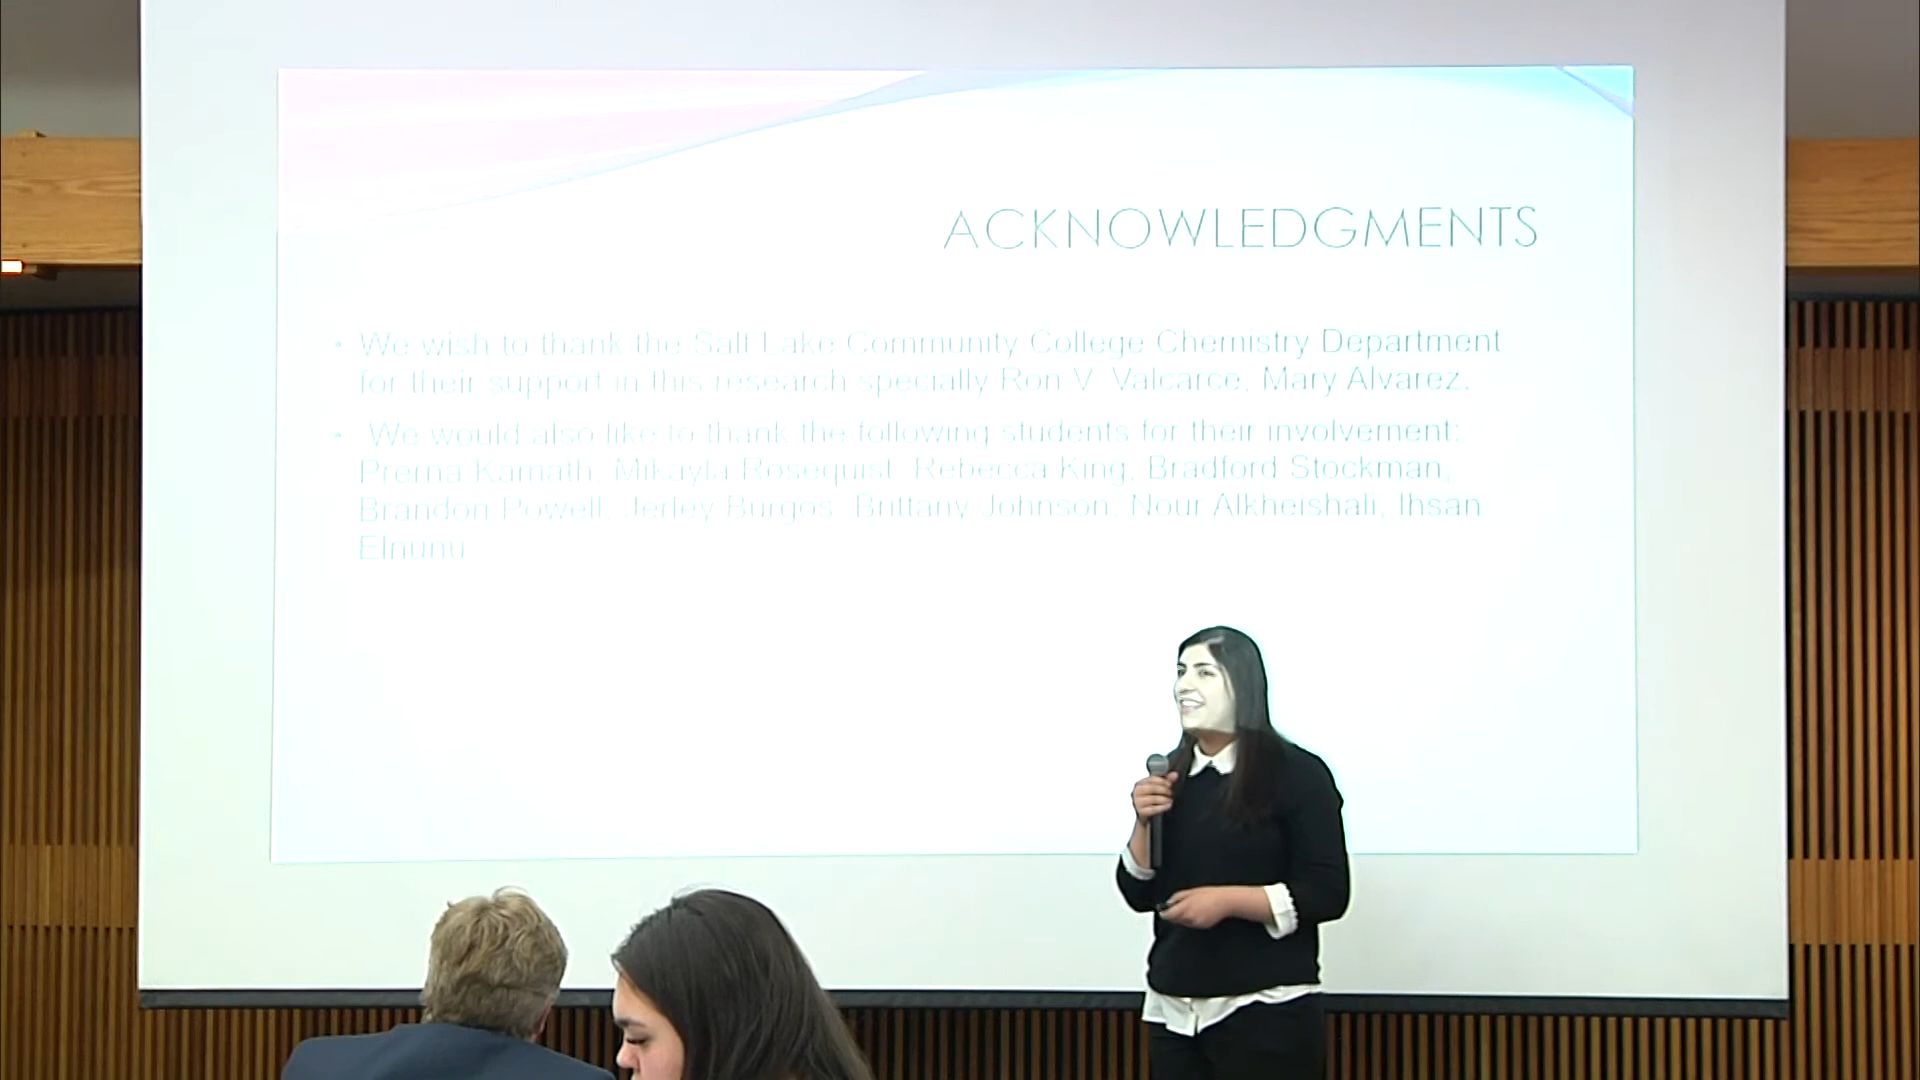 ACKNOWLEDGMENTS
• We wish to thank the Salt Lake Community College Chemistry Department
for their support in this research specially Ron V. Valcarce, Mary Alvarez.
• We would also like to thank the following students for their involvement:
Prerna Kamath, Mikayla Rosequist, Rebecca King, Bradford Stockman,
Brandon Powell, Jerley Burgos, Brittany Johnson, Nour Alkheishali, Ihsan
Elnunu